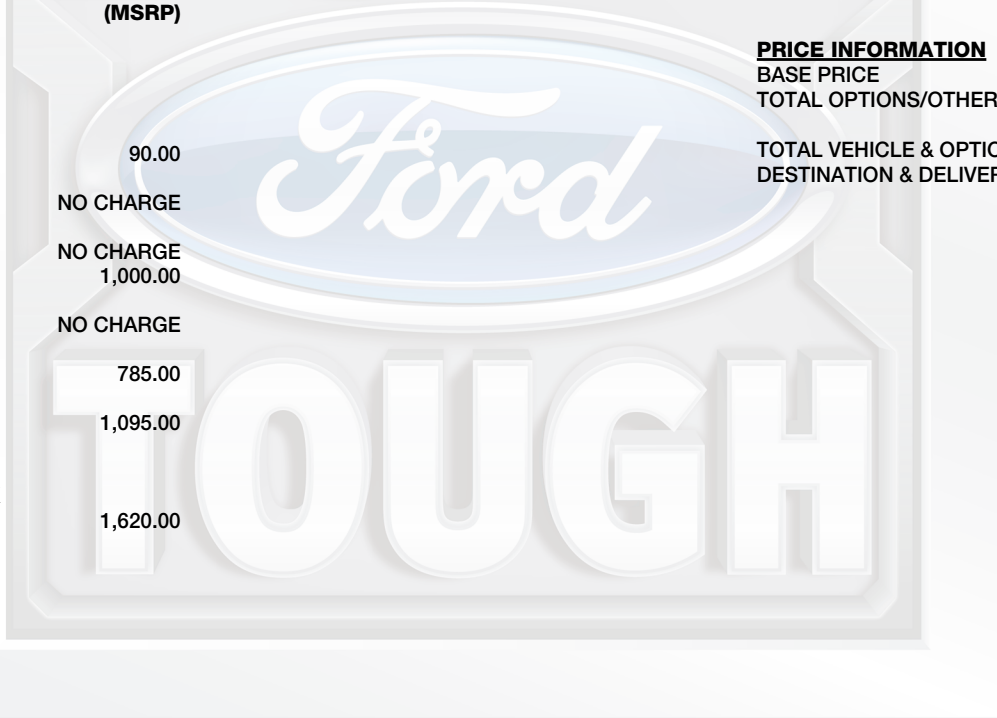 (MSRP)
90.00
NO CHARGE
NO CHARGE
1,000.00
NO CHARGE
785.00
1,095.00
1,620.00
PRICE INFORMATION
BASE PRICE
TOTAL OPTIONS/OTHER
TOTAL VEHICLE & OPTIO
DESTINATION & DELIVER
Ford
TOUGH